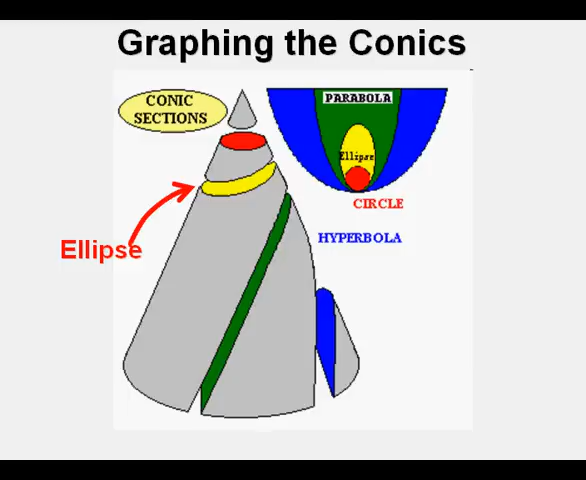 Graphing the Conics
CONIC
SECTIONS
PARABOLA
Ellipse
CIRCLE
HYPERBOLA
Ellipse